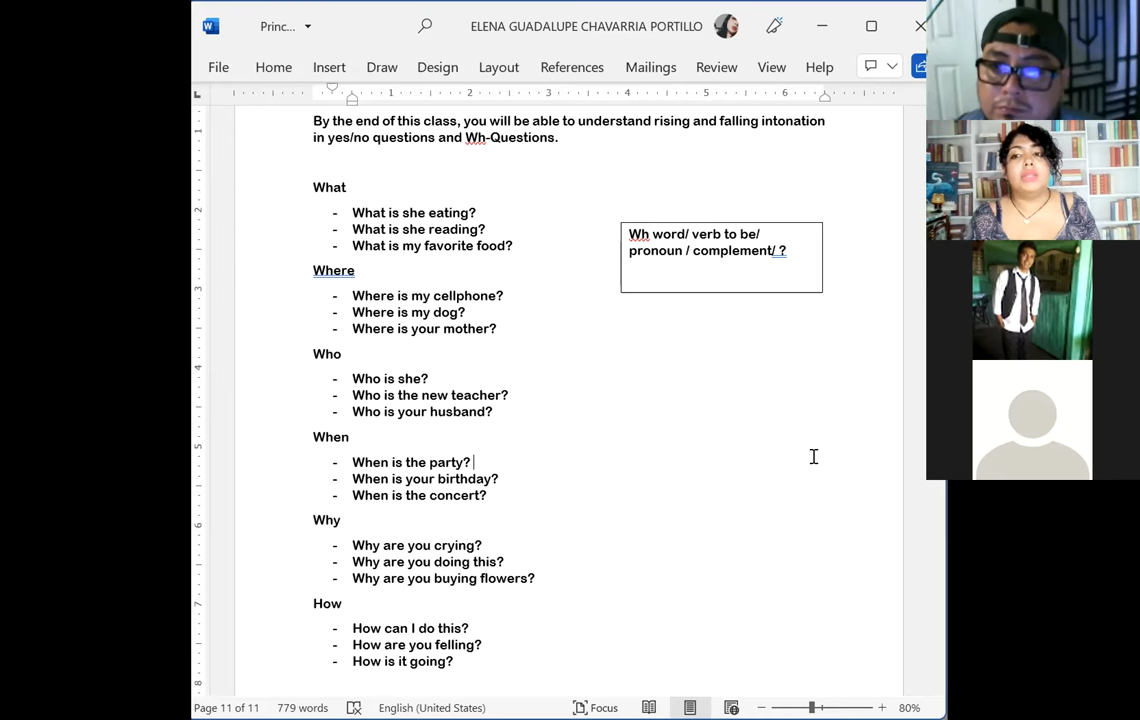 Princ...
ELENA GUADALUPE CHAVARRIA PORTILLO
File Home Insert Draw Design Layout References Mailings Review View Help
1 2 3 4 5 6
By the end of this class, you will be able to understand rising and falling intonation
in yes/no questions and Wh-Questions.
What
- What is she eating?
- What is she reading?
- What is my favorite food?
Wh word/ verb to be/
pronoun / complement/ ?
Where
- Where is my cellphone?
- Where is my dog?
- Where is your mother?
Who
- Who is she?
- Who is the new teacher?
- Who is your husband?
When
- When is the party?
- When is your birthday?
- When is the concert?
Why
- Why are you crying?
- Why are you doing this?
- Why are you buying flowers?
How
- How can I do this?
- How are you felling?
- How is it going?
Page 11 of 11 779 words English (United States) Focus 80%